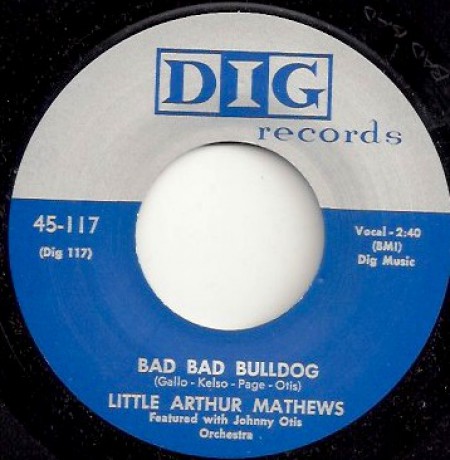 DIG
records
45-117
(Dig 117)
Vocal - 2:40
(BMI)
Dig Music
BAD BAD BULLDOG
(Gallo - Kelso - Page - Otis)
LITTLE ARTHUR MATHEWS
Featured with Johnny Otis
Orchestra